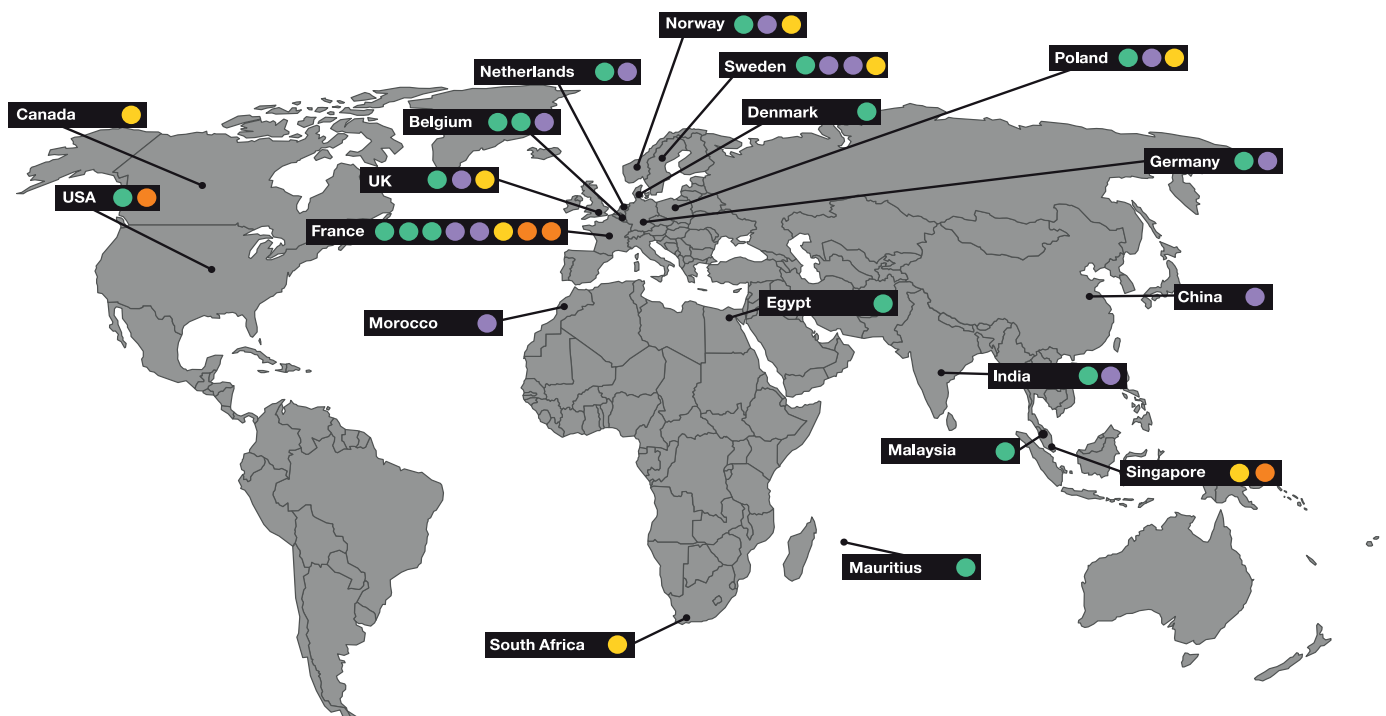 Norway
Sweden
Poland
Netherlands
Canada
Denmark
Belgium
Germany
UK
USA
France
China
Egypt
Morocco
India
Malaysia
Singapore
Mauritius
South Africa